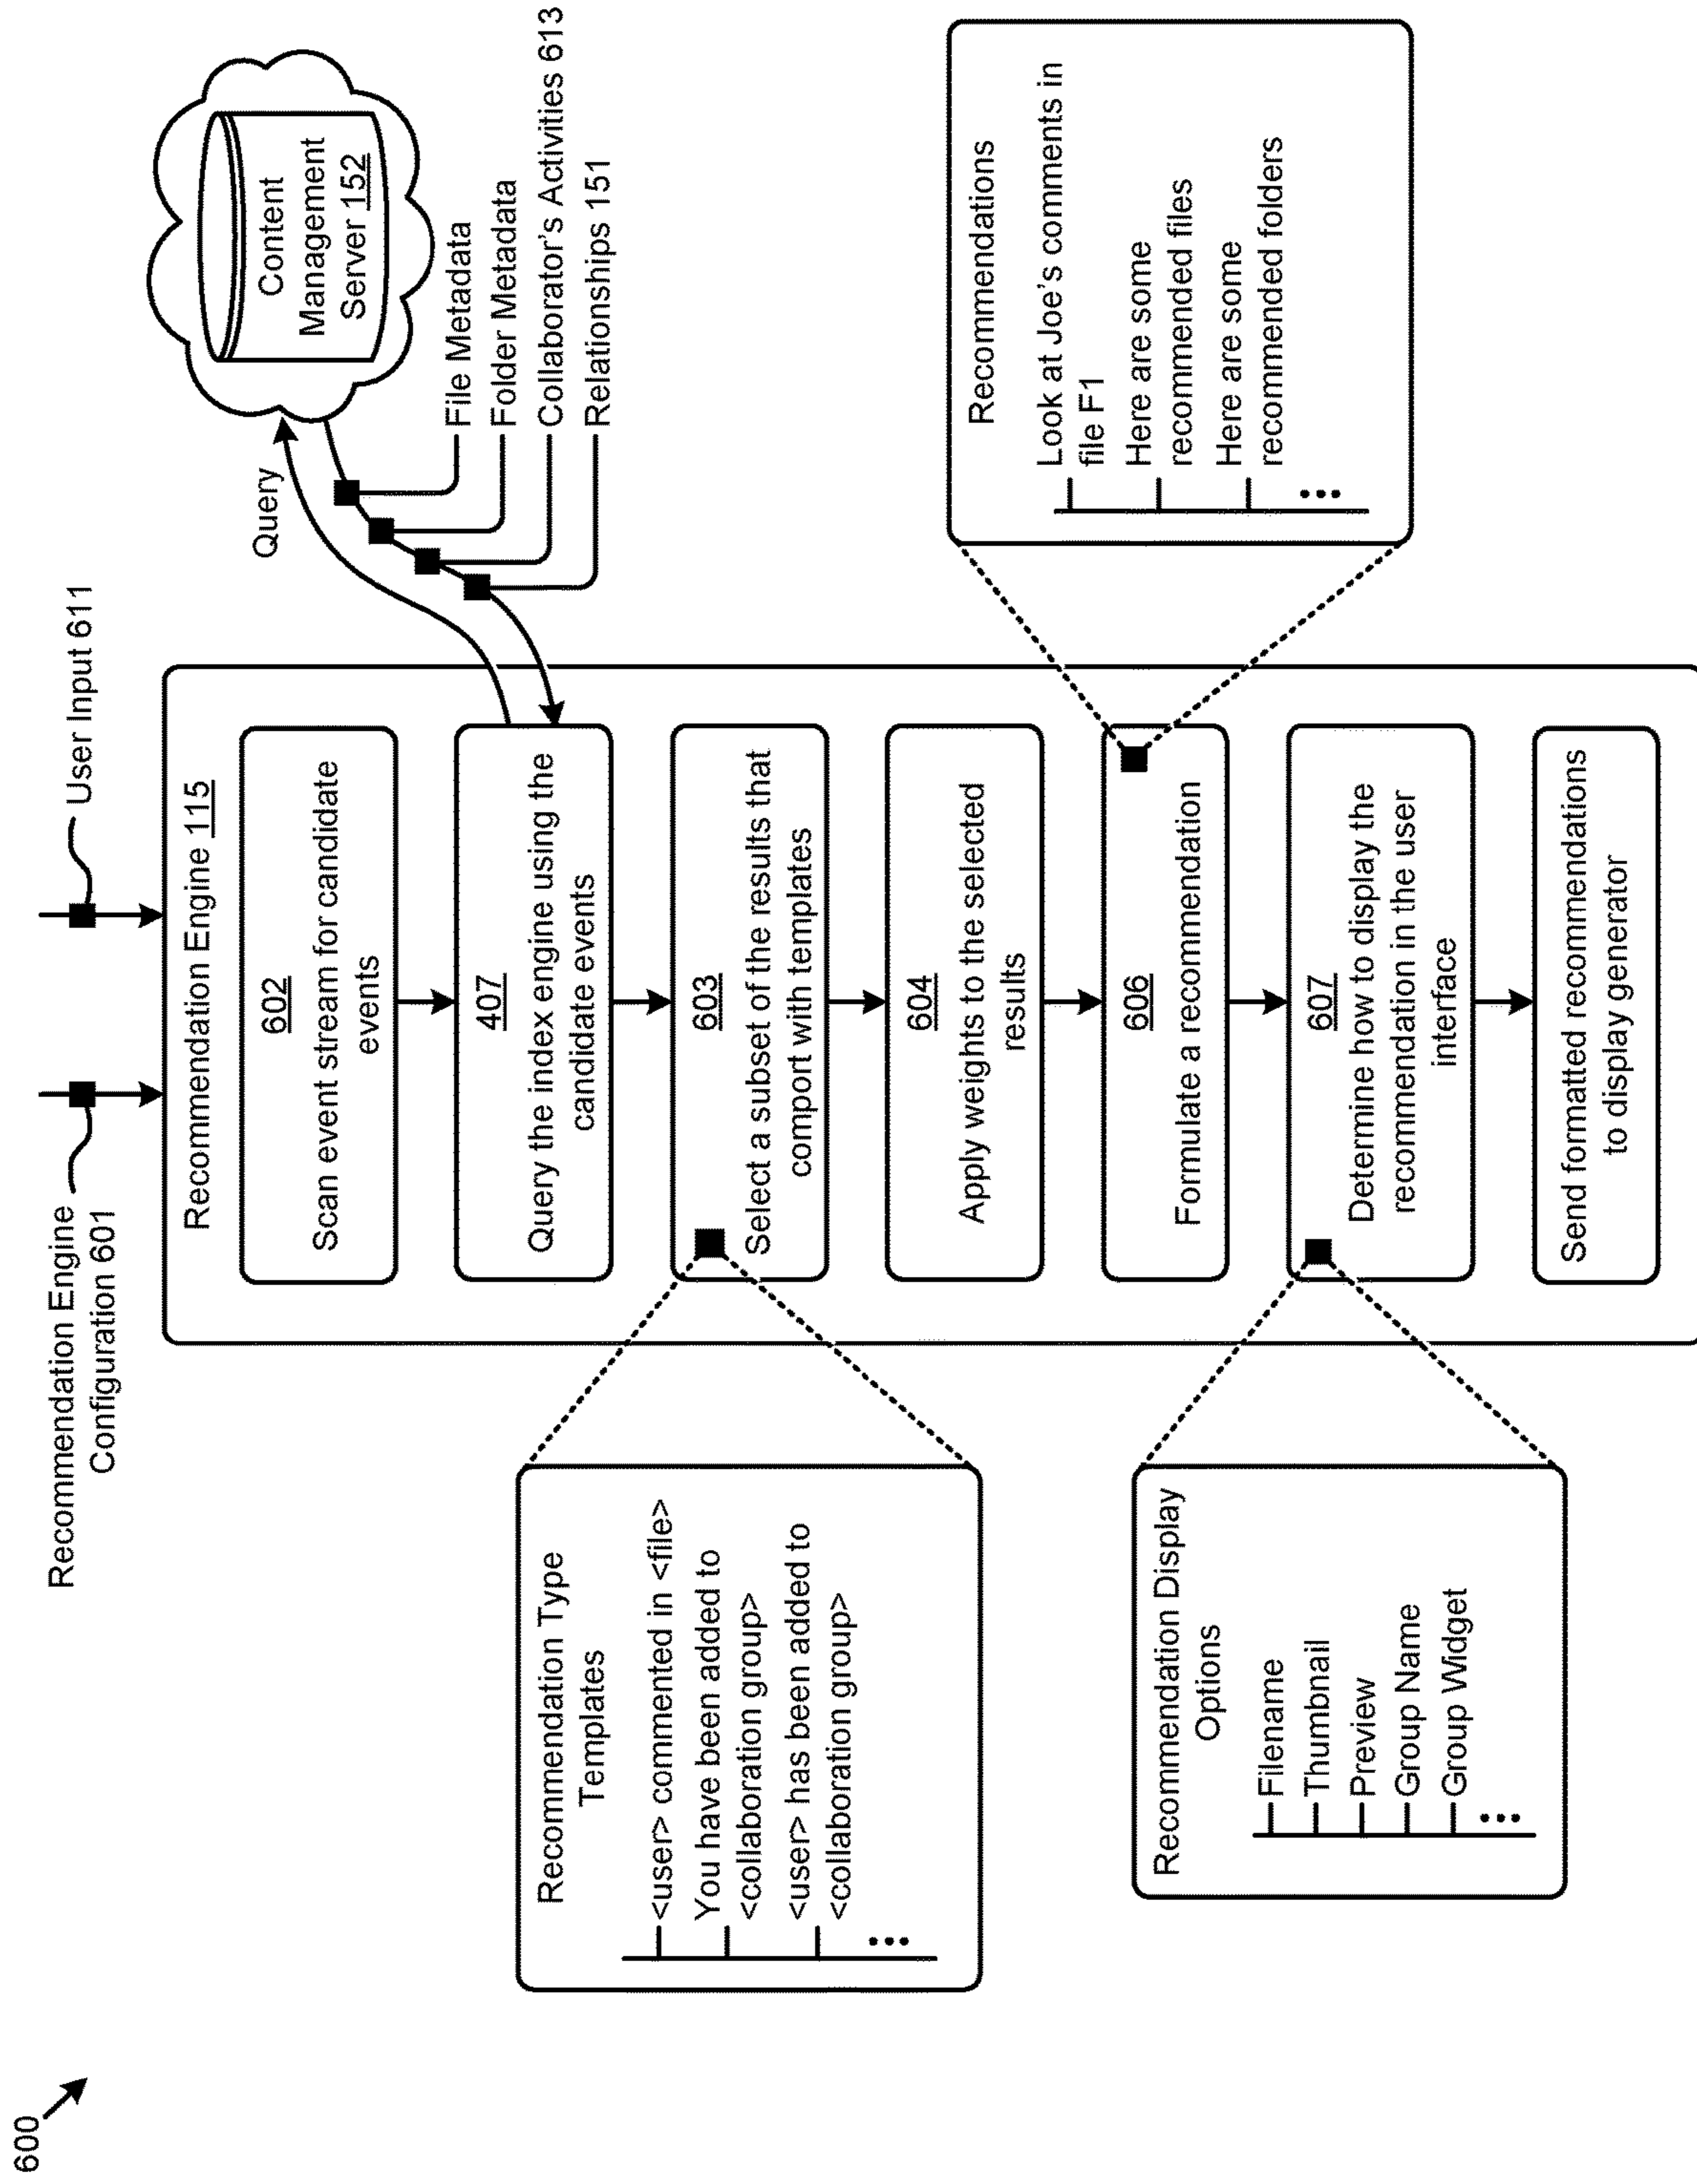 600
Recommendation Engine
Configuration 601
User Input 611
Recommendation Engine 115
602
Scan event stream for candidate
events
407
Query the index engine using the
candidate events
603
Select a subset of the results that
comport with templates
604
Apply weights to the selected
results
606
Formulate a recommendation
607
Determine how to display the
recommendation in the user
interface
Send formatted recommendations
to display generator
Query
Content
Management
Server 152
File Metadata
Folder Metadata
Collaborator's Activities 613
Relationships 151
Recommendation Type
Templates
<user> commented in <file>
You have been added to
<collaboration group>
<user> has been added to
<collaboration group>
...
Recommendations
Look at Joe's comments in
file F1
Here are some
recommended files
Here are some
recommended folders
...
Recommendation Display
Options
Filename
Thumbnail
Preview
Group Name
Group Widget
...